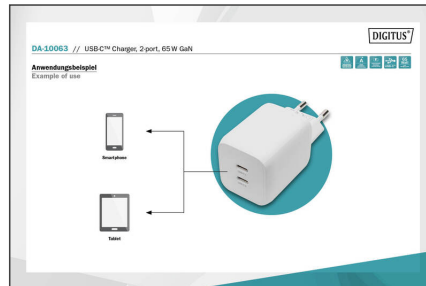 DIGITUS®
DA-10063 // USB-C™ Charger, 2-port, 65 W GaN
Anwendungsbeispiel
Example of use
Smartphone
Tablet